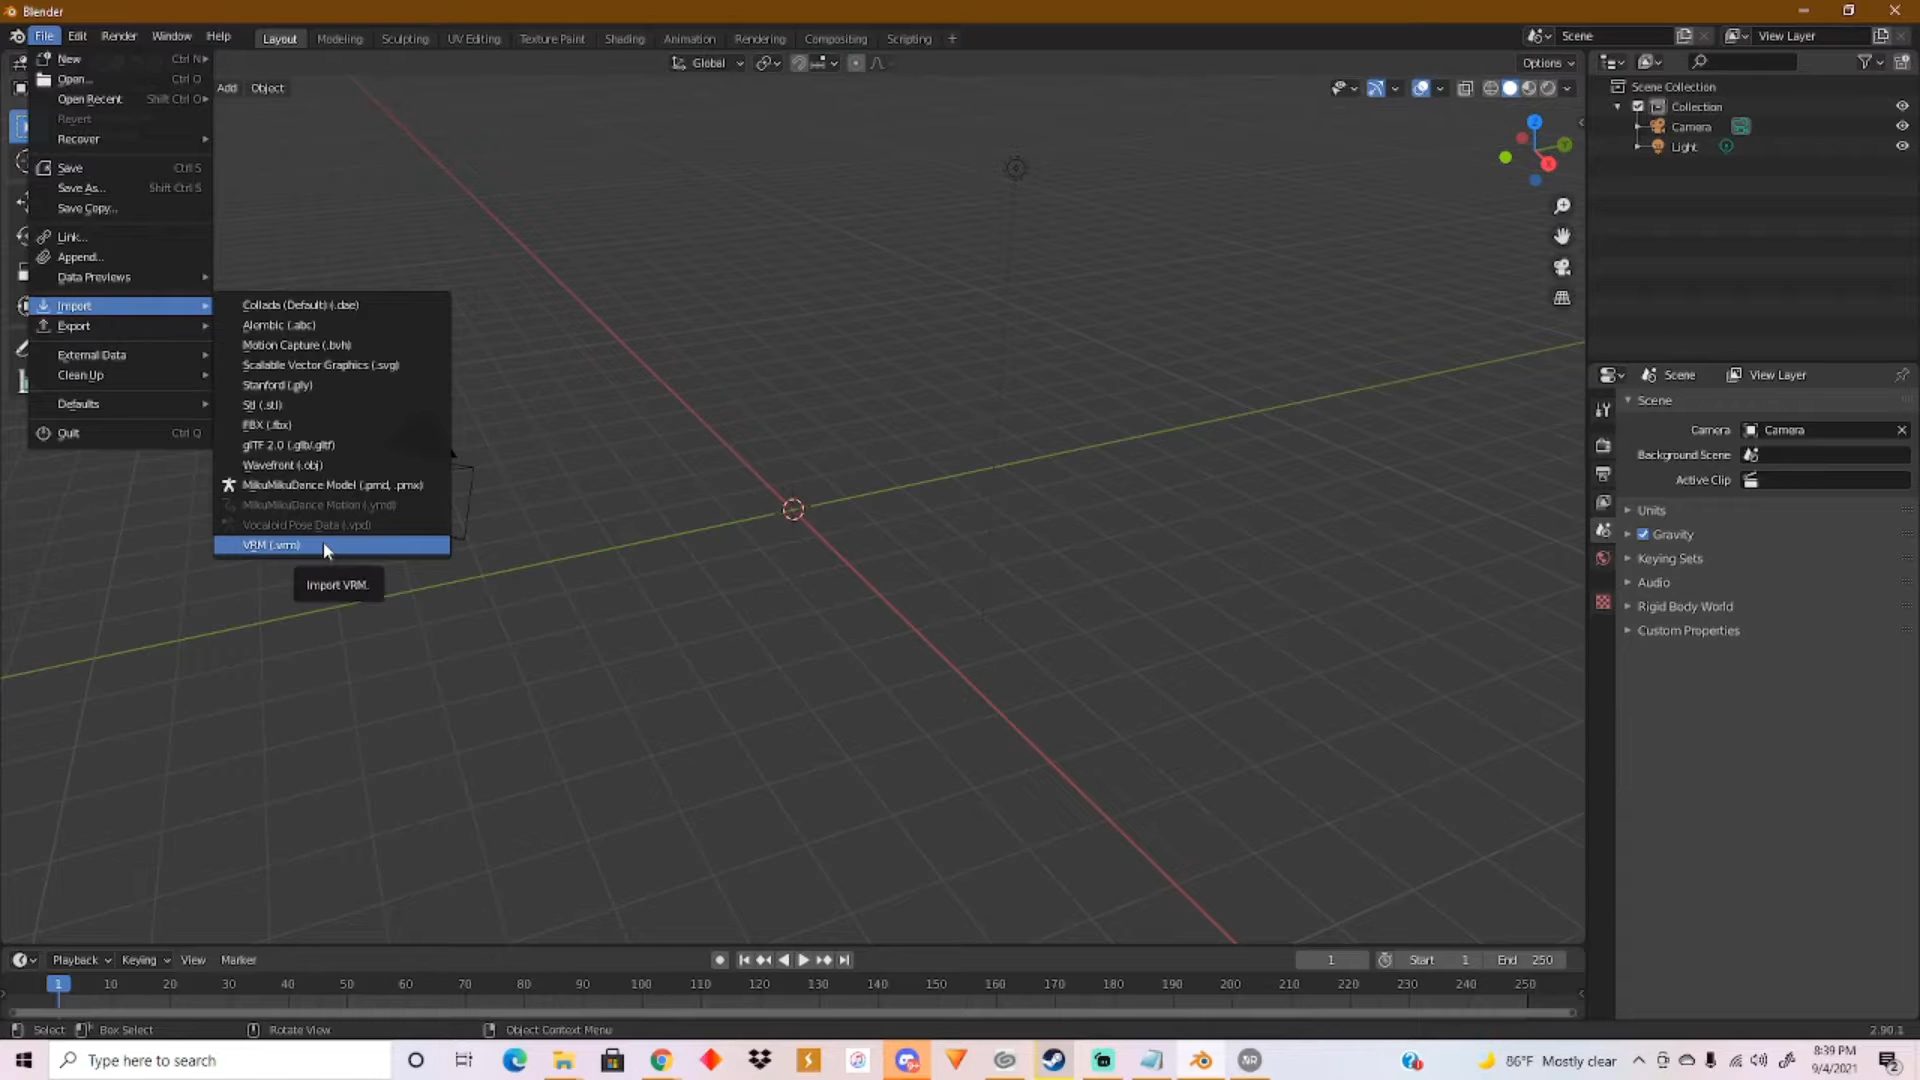 Blender
File Edit Render Window Help Layout Modeling Sculpting UV Editing Texture Paint Shading Animation Rendering Compositing Scripting + Scene View Layer
New Ctrl N
Open... Ctrl O
Open Recent Shift Ctrl O
Revert
Recover
Save Ctrl S
Save As... Shift Ctrl S
Save Copy...
Link...
Append...
Data Previews
Import
Export
External Data
Clean Up
Defaults
Quit Ctrl Q
Collada (Default) (.dae)
Alembic (.abc)
Motion Capture (.bvh)
Scalable Vector Graphics (.svg)
Stanford (.ply)
Stl (.stl)
FBX (.fbx)
glTF 2.0 (.glb/.gltf)
Wavefront (.obj)
MikuMikuDance Model (.pmd, .pmx)
MikuMikuDance Motion (.vmd)
Vocaloid Pose Data (.vpd)
VRM (.vrm)
Import VRM.
Add Object
Global
Options
Z
Y
X
Scene Collection
Collection
Camera
Light
Scene View Layer
Scene
Camera Camera
Background Scene
Active Clip
Units
Gravity
Keying Sets
Audio
Rigid Body World
Custom Properties
Playback Keying View Marker 1 Start 1 End 250
1 10 20 30 40 50 60 70 80 90 100 110 120 130 140 150 160 170 180 190 200 210 220 230 240 250
Select Box Select Rotate View Object Context Menu 2.90.1
Type here to search
86°F Mostly clear
8:39 PM
9/4/2021
2